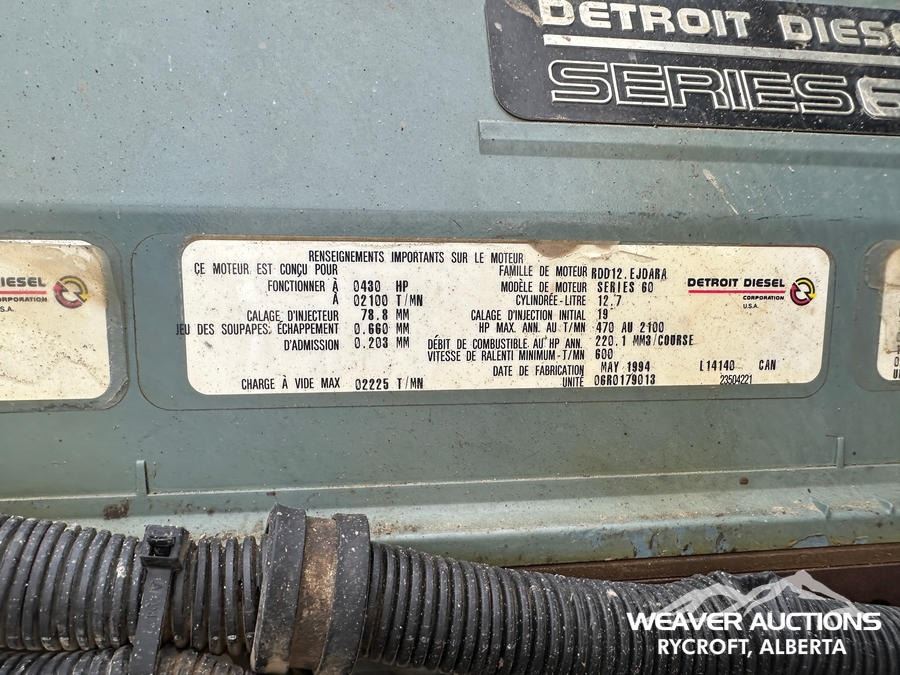 DETROIT DIESEL
SERIES 6
DIESEL
U.S.A.
RENSEIGNEMENTS IMPORTANTS SUR LE MOTEUR
CE MOTEUR EST CONÇU POUR
FONCTIONNER À 0430 HP
À 02100 T/MN
CALAGE D'INJECTEUR 78.8 MM
JEU DES SOUPAPES: ÉCHAPPEMENT 0.660 MM
D'ADMISSION 0.203 MM
CHARGE À VIDE MAX 02225 T/MN
FAMILLE DE MOTEUR RDD12.EJDARA
MODÈLE DE MOTEUR SERIES 60
CYLINDRÉE-LITRE 12.7
CALAGE D'INJECTION INITIAL 19
HP MAX. ANN. AU T/MN 470 AU 2100
DÉBIT DE COMBUSTIBLE AU HP ANN. 220.1 MM3/COURSE
VITESSE DE RALENTI MINIMUM-T/MN 600
DATE DE FABRICATION MAY 1994 L14140 CAN
UNITÉ 06R0179013 23504221
DETROIT DIESEL
CORPORATION
U.S.A.
WEAVER AUCTIONS
RYCROFT, ALBERTA